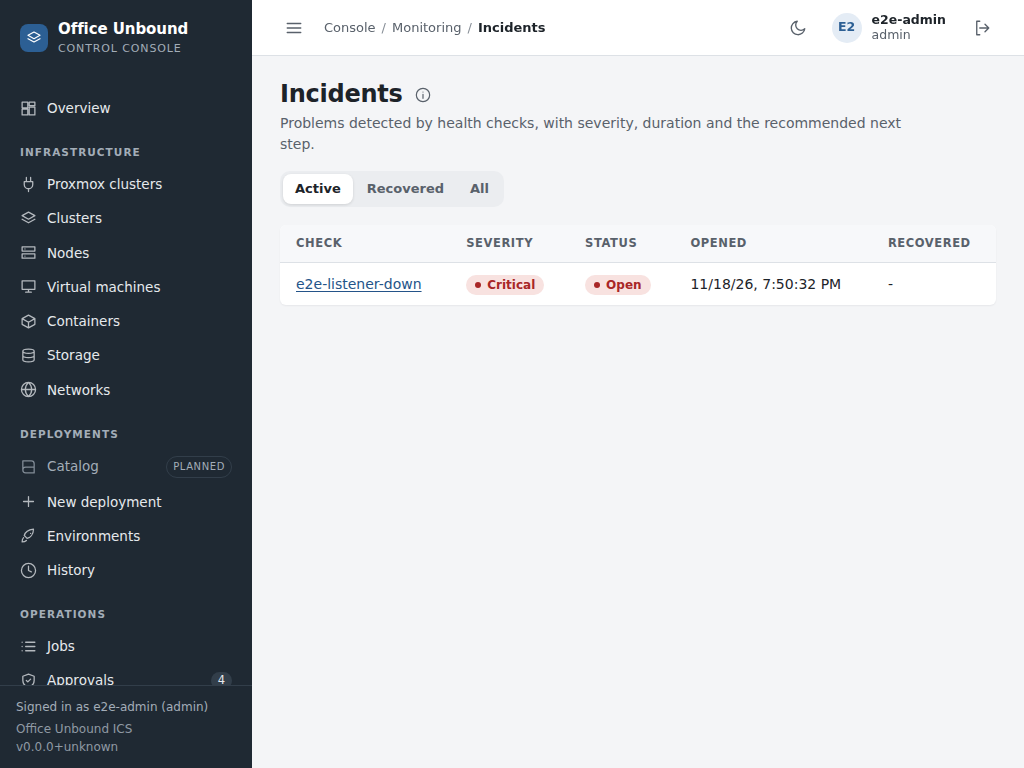 Office Unbound
CONTROL CONSOLE
Overview
INFRASTRUCTURE
Proxmox clusters
Clusters
Nodes
Virtual machines
Containers
Storage
Networks
DEPLOYMENTS
Catalog PLANNED
New deployment
Environments
History
OPERATIONS
Jobs
Approvals 4
Signed in as e2e-admin (admin)
Office Unbound ICS
v0.0.0+unknown
Console / Monitoring / Incidents
E2 e2e-admin
admin
Incidents
Problems detected by health checks, with severity, duration and the recommended next
step.
Active Recovered All
CHECK SEVERITY STATUS OPENED RECOVERED
e2e-listener-down Critical Open 11/18/26, 7:50:32 PM -